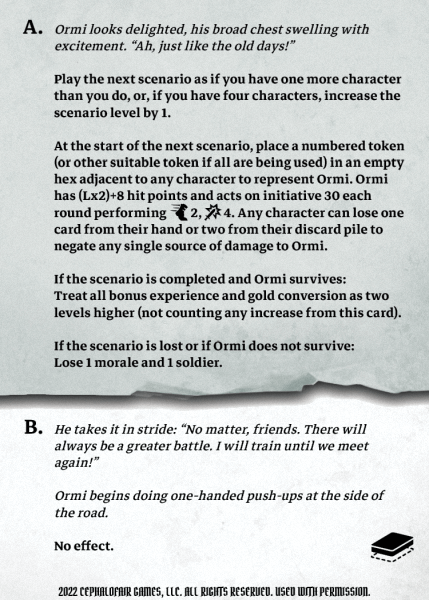 A. Ormi looks delighted, his broad chest swelling with
excitement. “Ah, just like the old days!”
Play the next scenario as if you have one more character
than you do, or, if you have four characters, increase the
scenario level by 1.
At the start of the next scenario, place a numbered token
(or other suitable token if all are being used) in an empty
hex adjacent to any character to represent Ormi. Ormi
has (Lx2)+8 hit points and acts on initiative 30 each
round performing 2, 4. Any character can lose one
card from their hand or two from their discard pile to
negate any single source of damage to Ormi.
If the scenario is completed and Ormi survives:
Treat all bonus experience and gold conversion as two
levels higher (not counting any increase from this card).
If the scenario is lost or if Ormi does not survive:
Lose 1 morale and 1 soldier.
B. He takes it in stride: “No matter, friends. There will
always be a greater battle. I will train until we meet
again!”
Ormi begins doing one-handed push-ups at the side of
the road.
No effect.
2022 CEPHALOFAIR GAMES, LLC. ALL RIGHTS RESERVED. USED WITH PERMISSION.